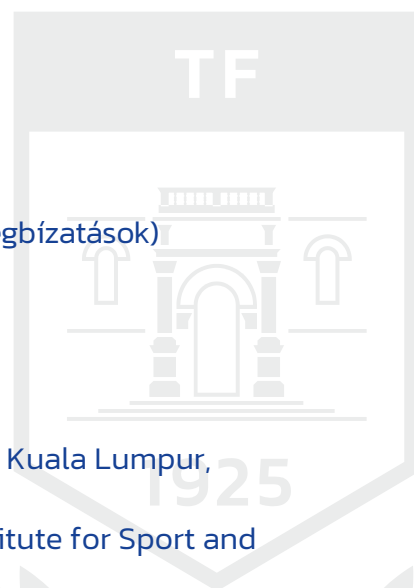 TF
gbízatások)
Kuala Lumpur,
1925
itute for Sport and